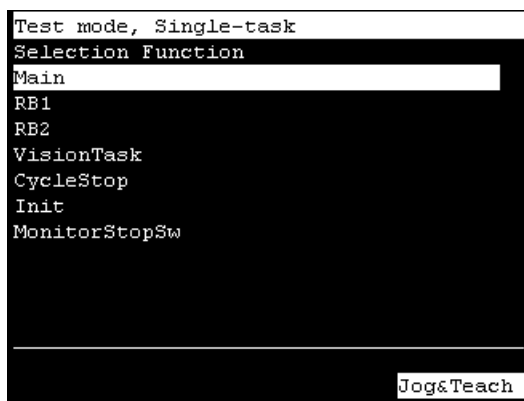 Test mode, Single-task
Selection Function
Main
RB1
RB2
VisionTask
CycleStop
Init
MonitorStopSw
Jog&Teach